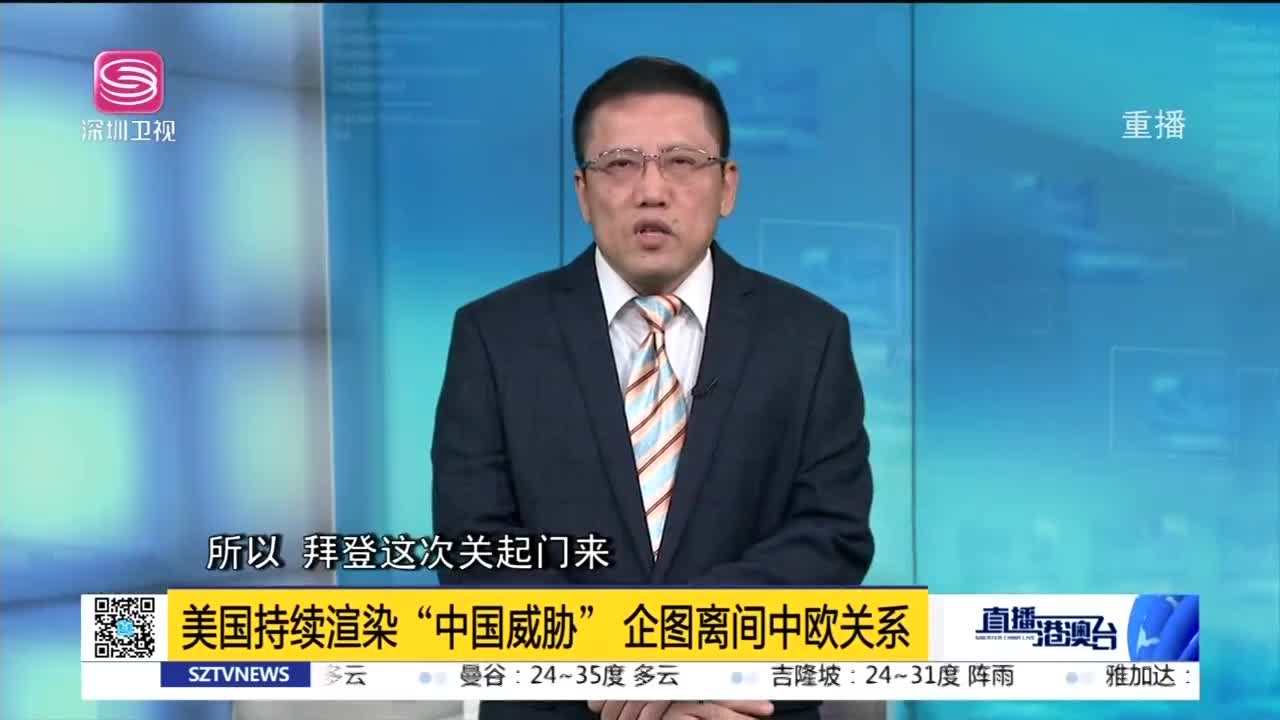 深圳卫视
重播
所以 拜登这次关起门来
美国持续渲染“中国威胁” 企图离间中欧关系
直播港澳台
GREATER CHINA LIVE
SZTVNEWS
多云 曼谷：24~35度 多云 吉隆坡：24~31度 阵雨 雅加达：